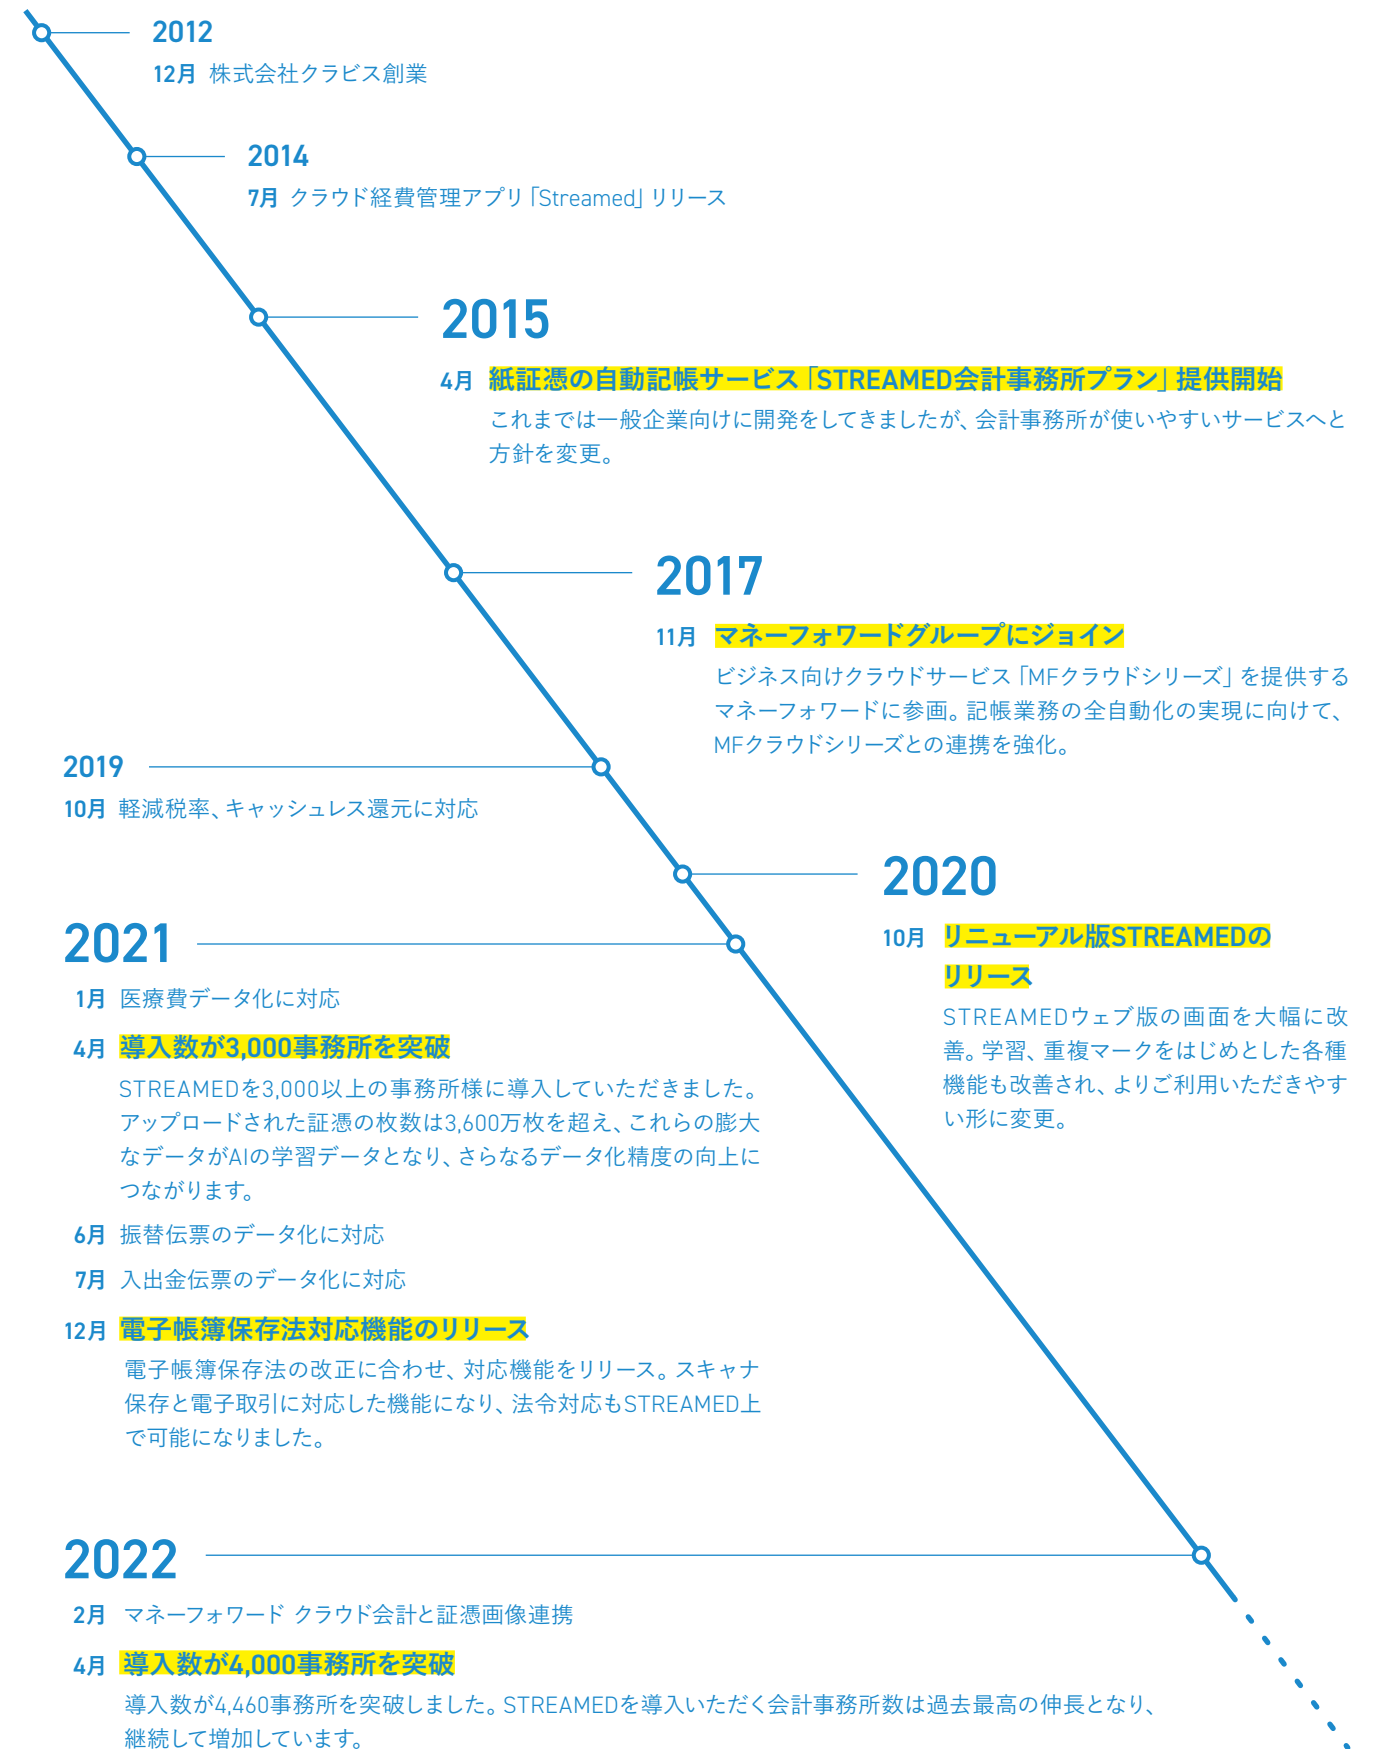 2012
12月 株式会社クラビス創業
2014
7月 クラウド経費管理アプリ「Streamed」リリース
2015
4月 紙証憑の自動記帳サービス「STREAMED会計事務所プラン」提供開始
これまでは一般企業向けに開発をしてきましたが、会計事務所が使いやすいサービスへと
方針を変更。
2017
11月 マネーフォワードグループにジョイン
ビジネス向けクラウドサービス「MFクラウドシリーズ」を提供する
マネーフォワードに参画。記帳業務の全自動化の実現に向けて、
MFクラウドシリーズとの連携を強化。
2019
10月 軽減税率、キャッシュレス還元に対応
2020
10月 リニューアル版STREAMEDの
リリース
STREAMEDウェブ版の画面を大幅に改
善。学習、重複マークをはじめとした各種
機能も改善され、よりご利用いただきやす
い形に変更。
2021
1月 医療費データ化に対応
4月 導入数が3,000事務所を突破
STREAMEDを3,000以上の事務所様に導入していただきました。
アップロードされた証憑の枚数は3,600万枚を超え、これらの膨大
なデータがAIの学習データとなり、さらなるデータ化精度の向上に
つながります。
6月 振替伝票のデータ化に対応
7月 入出金伝票のデータ化に対応
12月 電子帳簿保存法対応機能のリリース
電子帳簿保存法の改正に合わせ、対応機能をリリース。スキャナ
保存と電子取引に対応した機能になり、法令対応もSTREAMED上
で可能になりました。
2022
2月 マネーフォワード クラウド会計と証憑画像連携
4月 導入数が4,000事務所を突破
導入数が4,460事務所を突破しました。STREAMEDを導入いただく会計事務所数は過去最高の伸長となり、
継続して増加しています。